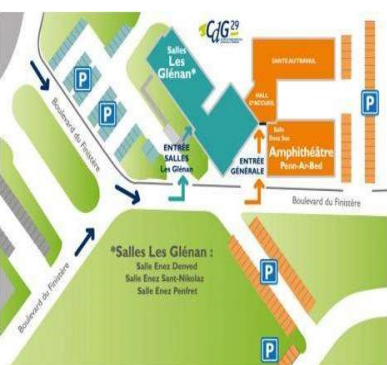 CdG 29
Salles
Les
Glénan*
SANTE AU TRAVAIL
HALL
D'ACCUEIL
Salle
Enez Sun
Amphithéâtre
Penn-Ar-Bed
ENTRÉE
SALLES
Les Glénan
ENTRÉE
GÉNÉRALE
P
P
P
P
P
Boulevard du Finistère
Boulevard du Finistère
Boulevard du Finistère
*Salles Les Glénan :
Salle Enez Denved
Salle Enez Sant-Nikolaz
Salle Enez Penfret